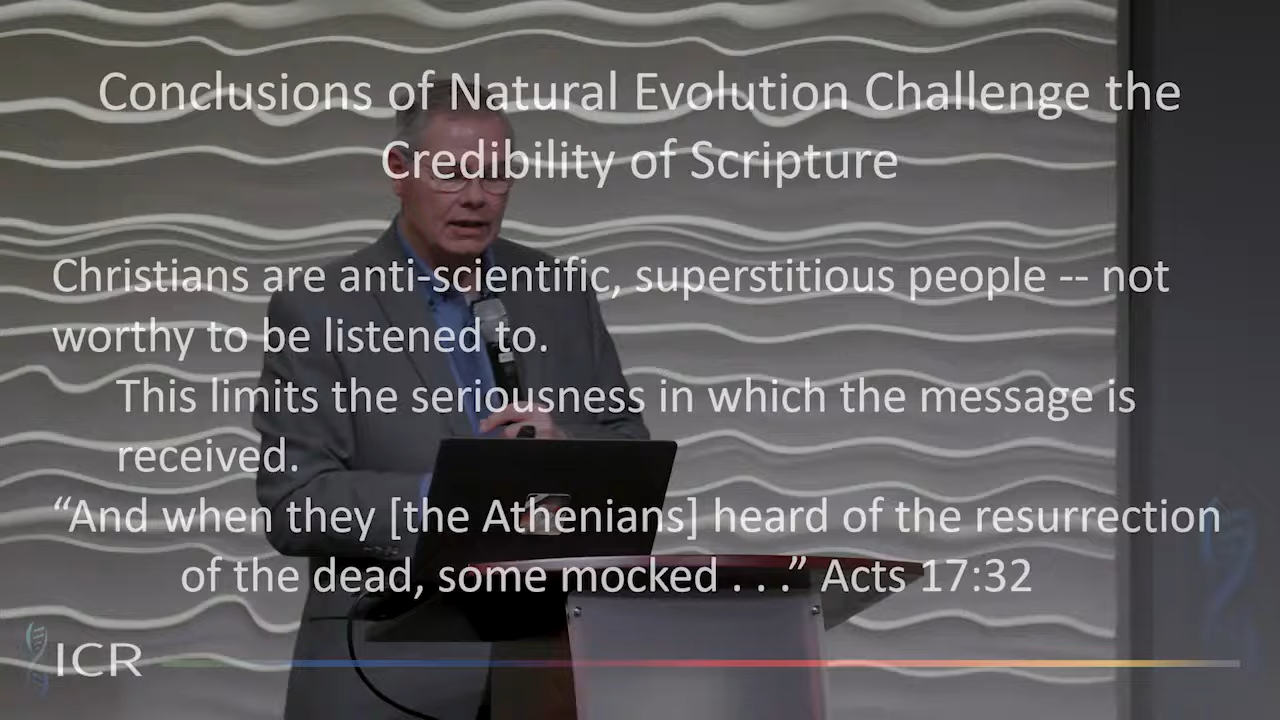 Conclusions of Natural Evolution Challenge the
Credibility of Scripture
Christians are anti-scientific, superstitious people -- not
worthy to be listened to.
This limits the seriousness in which the message is
received.
“And when they [the Athenians] heard of the resurrection
of the dead, some mocked . . .” Acts 17:32
ICR